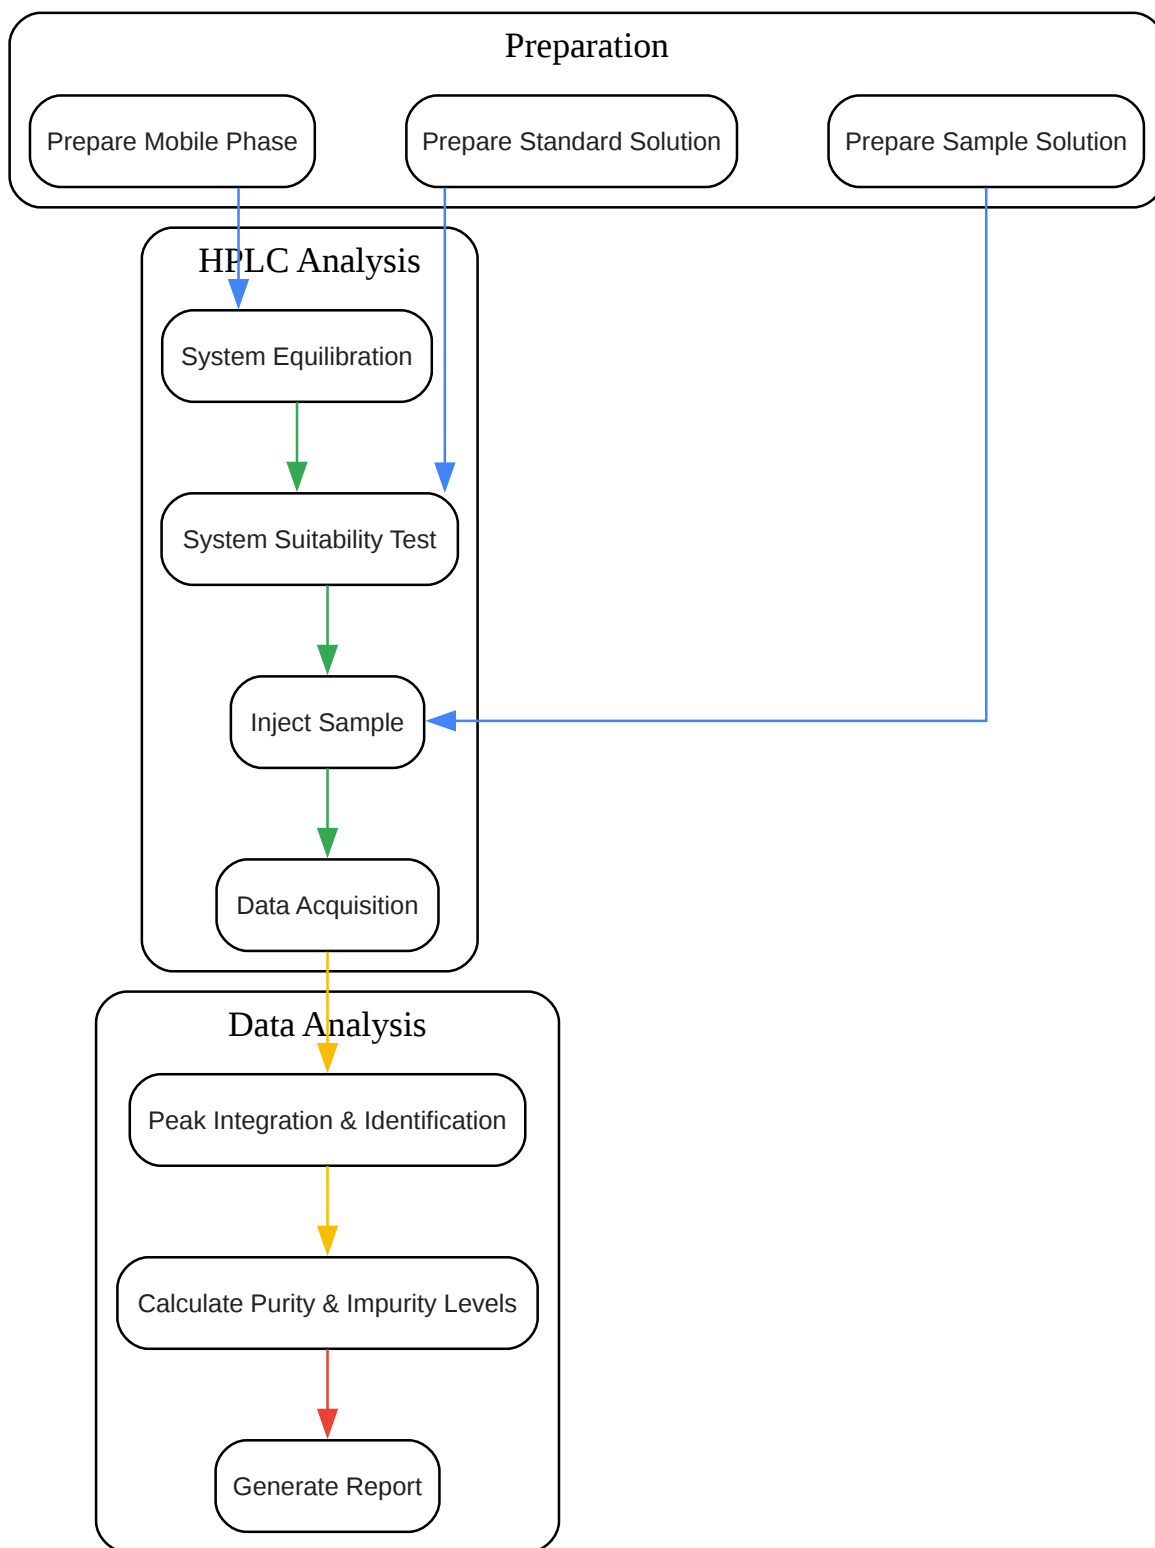 Preparation
Prepare Mobile Phase
Prepare Standard Solution
Prepare Sample Solution
HPLC Analysis
System Equilibration
System Suitability Test
Inject Sample
Data Acquisition
Data Analysis
Peak Integration & Identification
Calculate Purity & Impurity Levels
Generate Report